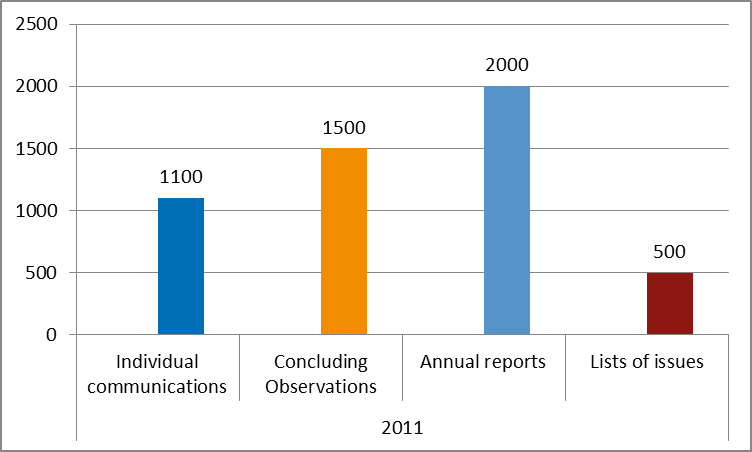 2500
2000
1500
1000
500
0
1100
1500
2000
500
Individual
communications
Concluding
Observations
Annual reports
Lists of issues
2011